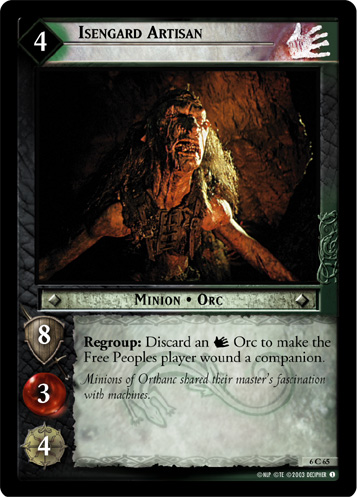 4
Isengard Artisan
Minion • Orc
8
Regroup: Discard an Orc to make the
Free Peoples player wound a companion.
3
Minions of Orthanc shared their master's fascination
with machines.
4
6 C 65
©NLP ©TE ©2003 DECIPHER 1